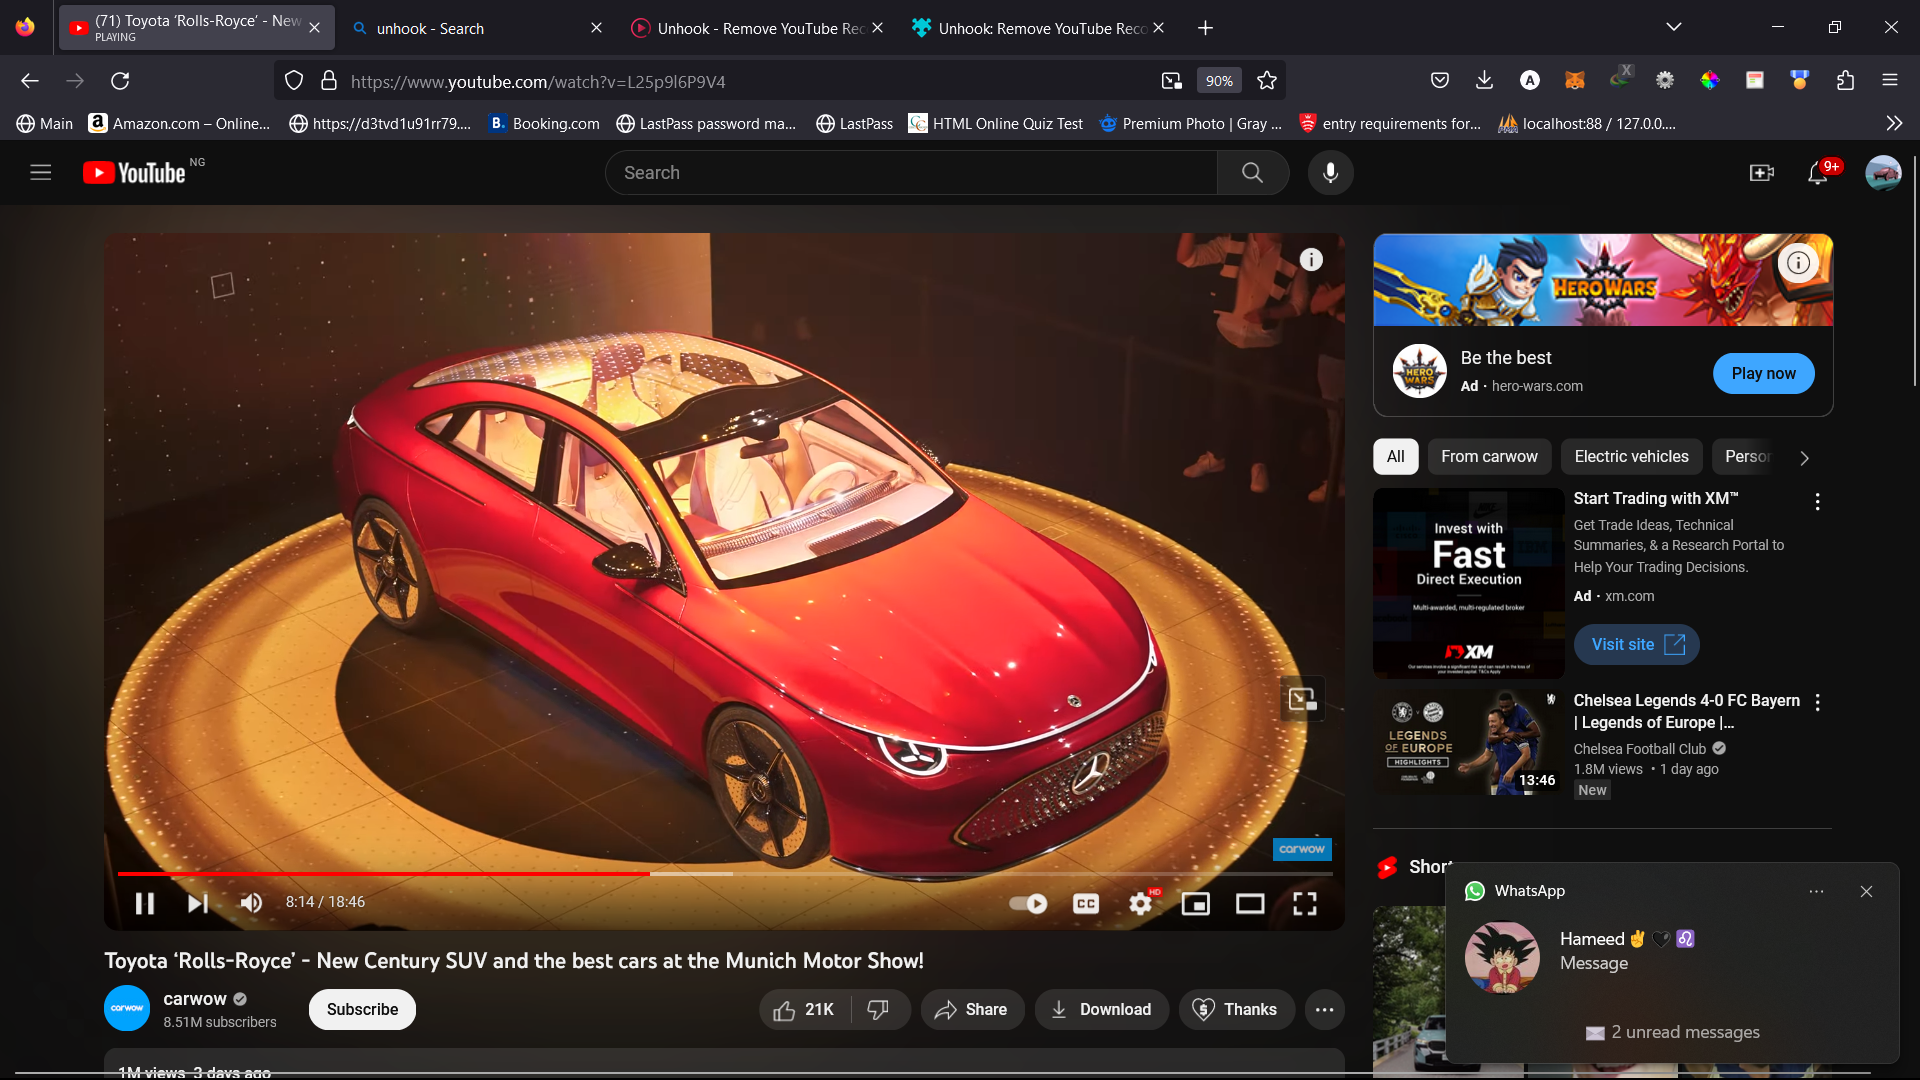 (71) Toyota ‘Rolls-Royce’ - New
PLAYING
unhook - Search
Unhook - Remove YouTube Rec
Unhook: Remove YouTube Reco
https://www.youtube.com/watch?v=L25p9l6P9V4
90%
Main
Amazon.com – Online...
https://d3tvd1u91rr79....
Booking.com
LastPass password ma...
LastPass
HTML Online Quiz Test
Premium Photo | Gray ...
entry requirements for...
localhost:88 / 127.0.0....
YouTube NG
Search
9+
HERO WARS
Be the best
Ad · hero-wars.com
Play now
All
From carwow
Electric vehicles
Perso
Invest with
Fast
Direct Execution
Multi-awarded, multi-regulated broker
XM
Start Trading with XM™
Get Trade Ideas, Technical
Summaries, & a Research Portal to
Help Your Trading Decisions.
Ad · xm.com
Visit site
LEGENDS
OF EUROPE
HIGHLIGHTS
13:46
Chelsea Legends 4-0 FC Bayern
| Legends of Europe |...
Chelsea Football Club
1.8M views • 1 day ago
New
carwow
8:14 / 18:46
CC
HD
Toyota ‘Rolls-Royce’ - New Century SUV and the best cars at the Munich Motor Show!
carwow
carwow
8.51M subscribers
Subscribe
21K
Share
Download
Thanks
1M views 3 days ago
Short
WhatsApp
Hameed✌🖤♌
Message
2 unread messages